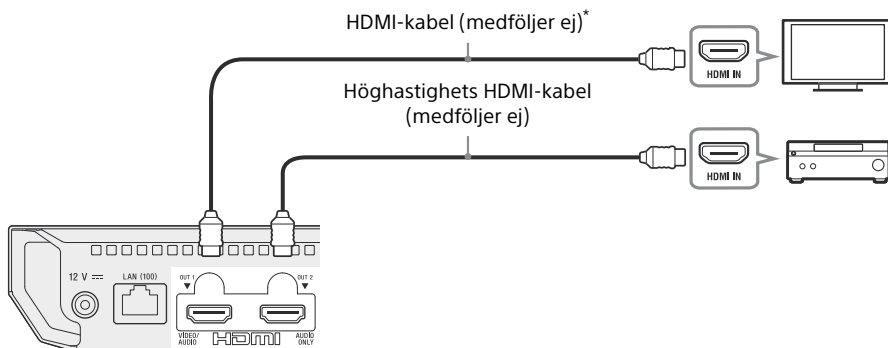 HDMI-kabel (medföljer ej)*
HDMI IN
Höghastighets HDMI-kabel
(medföljer ej)
HDMI IN
12 V
LAN (100)
OUT 1
OUT 2
VIDEO/
AUDIO
HDMI
AUDIO
ONLY